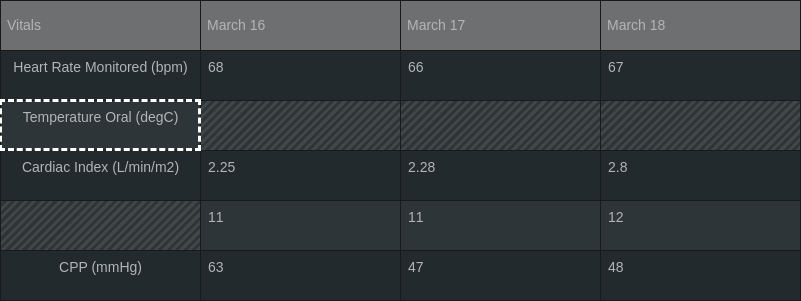 Vitals March 16 March 17 March 18
Heart Rate Monitored (bpm) 68 66 67
Temperature Oral (degC)
Cardiac Index (L/min/m2) 2.25 2.28 2.8
11 11 12
CPP (mmHg) 63 47 48